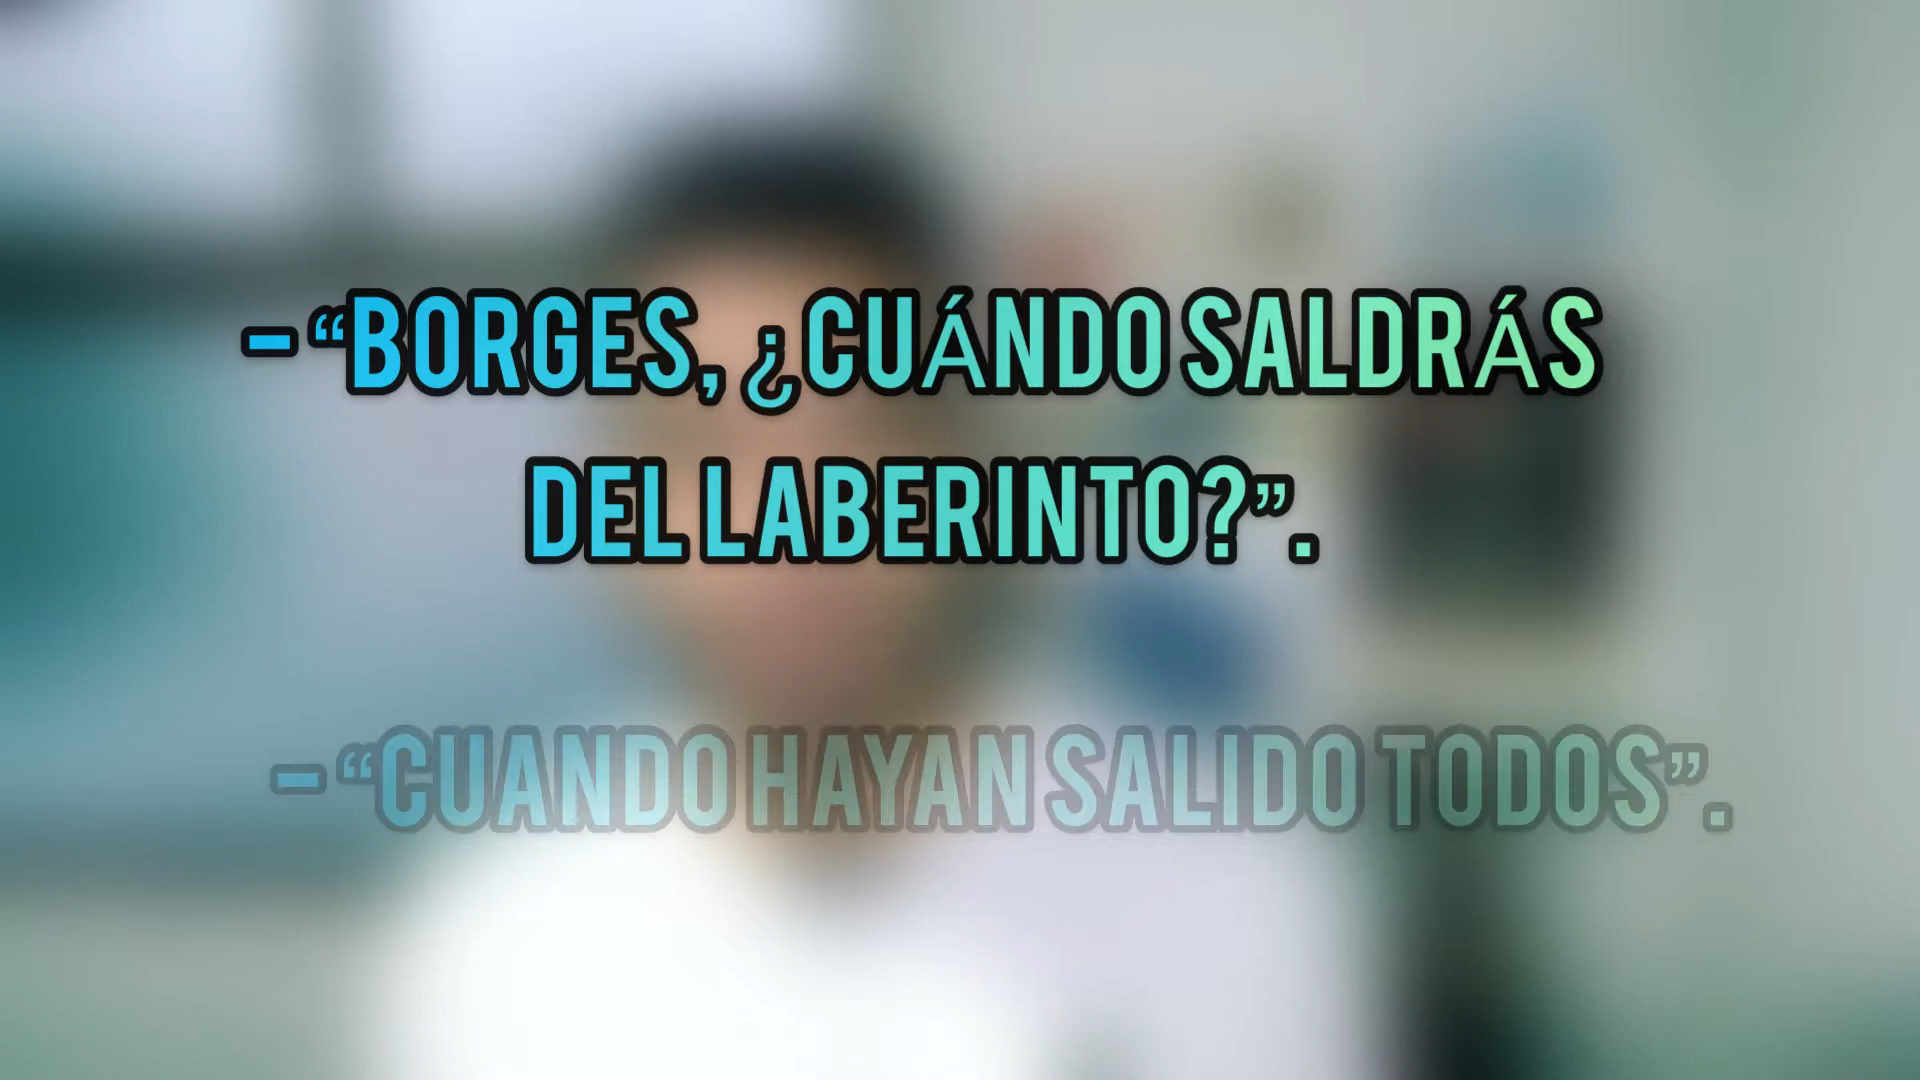 – “BORGES, ¿CUÁNDO SALDRÁS
DEL LABERINTO?”.
– “CUANDO HAYAN SALIDO TODOS”.